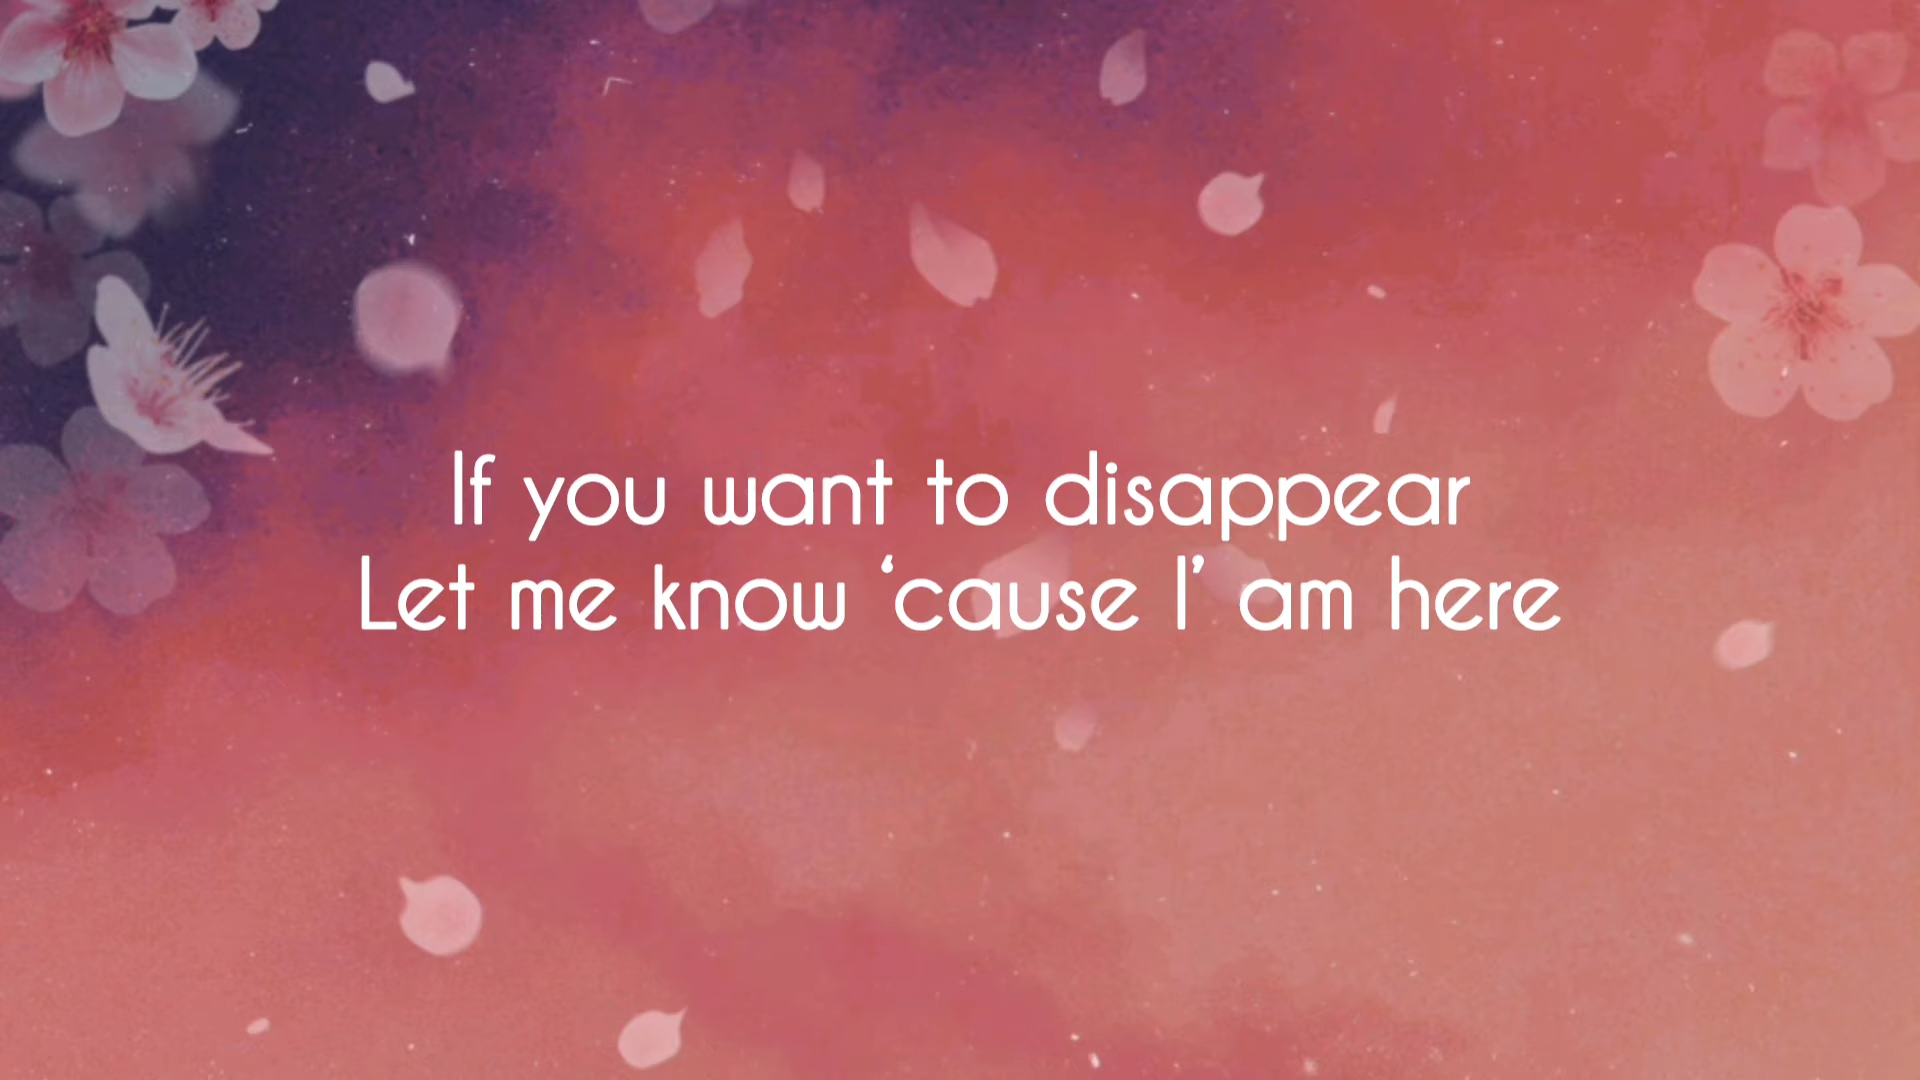 If you want to disappear
Let me know ‘cause I’ am here